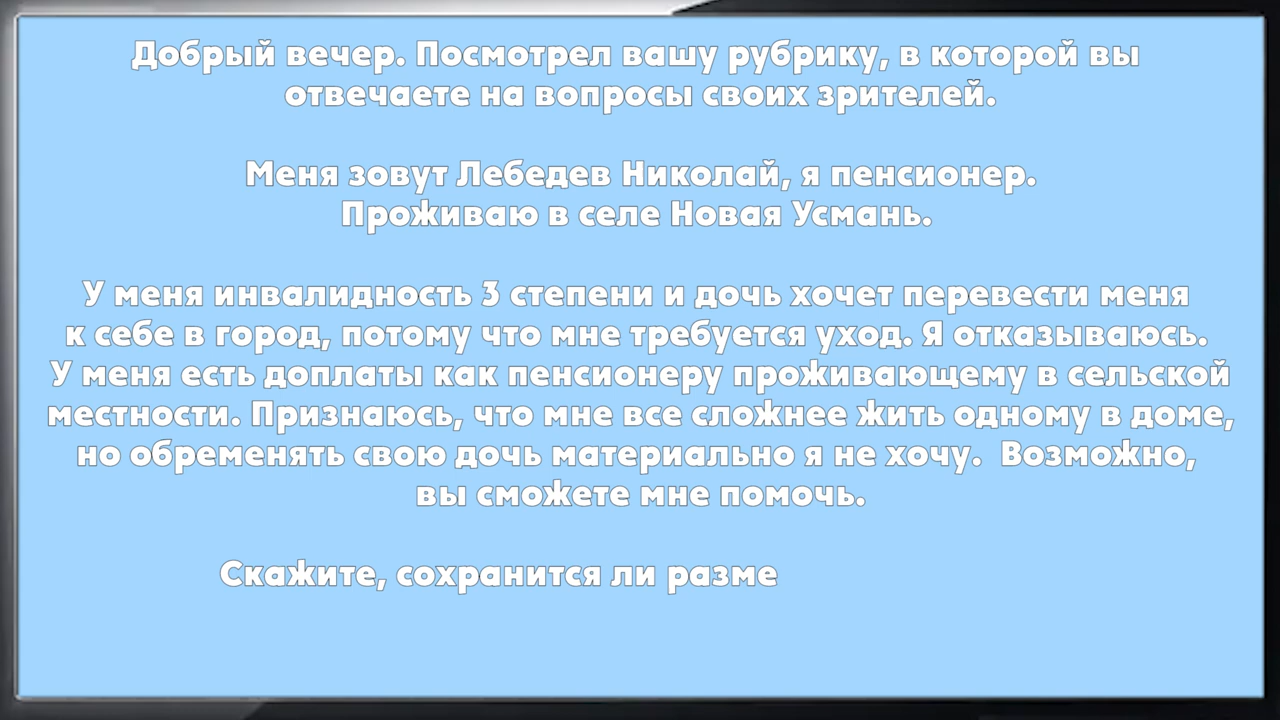 Добрый вечер. Посмотрел вашу рубрику, в которой вы
отвечаете на вопросы своих зрителей.
Меня зовут Лебедев Николай, я пенсионер.
Проживаю в селе Новая Усмань.
У меня инвалидность 3 степени и дочь хочет перевести меня
к себе в город, потому что мне требуется уход. Я отказываюсь.
У меня есть доплаты как пенсионеру проживающему в сельской
местности. Признаюсь, что мне все сложнее жить одному в доме,
но обременять свою дочь материально я не хочу. Возможно,
вы сможете мне помочь.
Скажите, сохранится ли разме